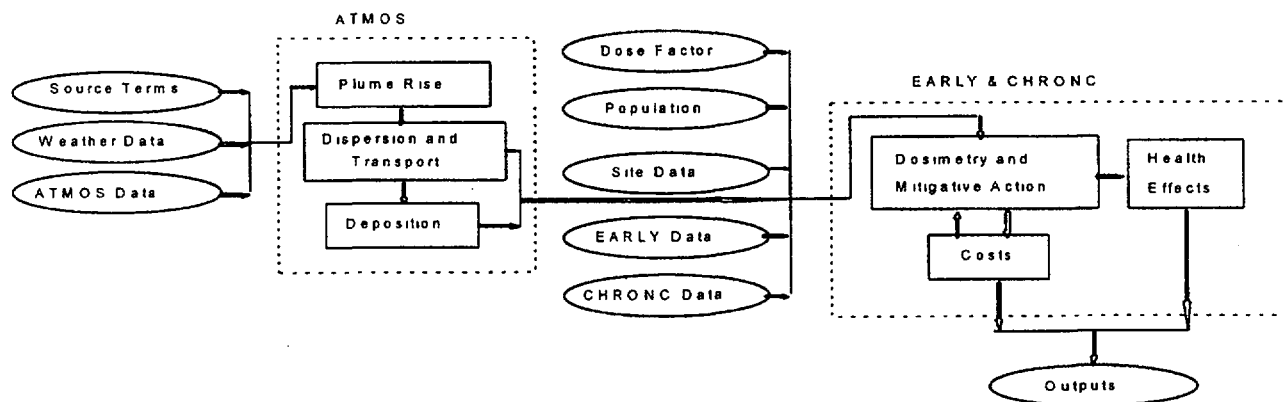 ATMOS
Source Terms
Weather Data
ATMOS Data
Plume Rise
Dispersion and
Transport
Deposition
Dose Factor
Population
Site Data
EARLY Data
CHRONC Data
EARLY & CHRONC
Dosimetry and
Mitigative Action
Health
Effects
Costs
Outputs